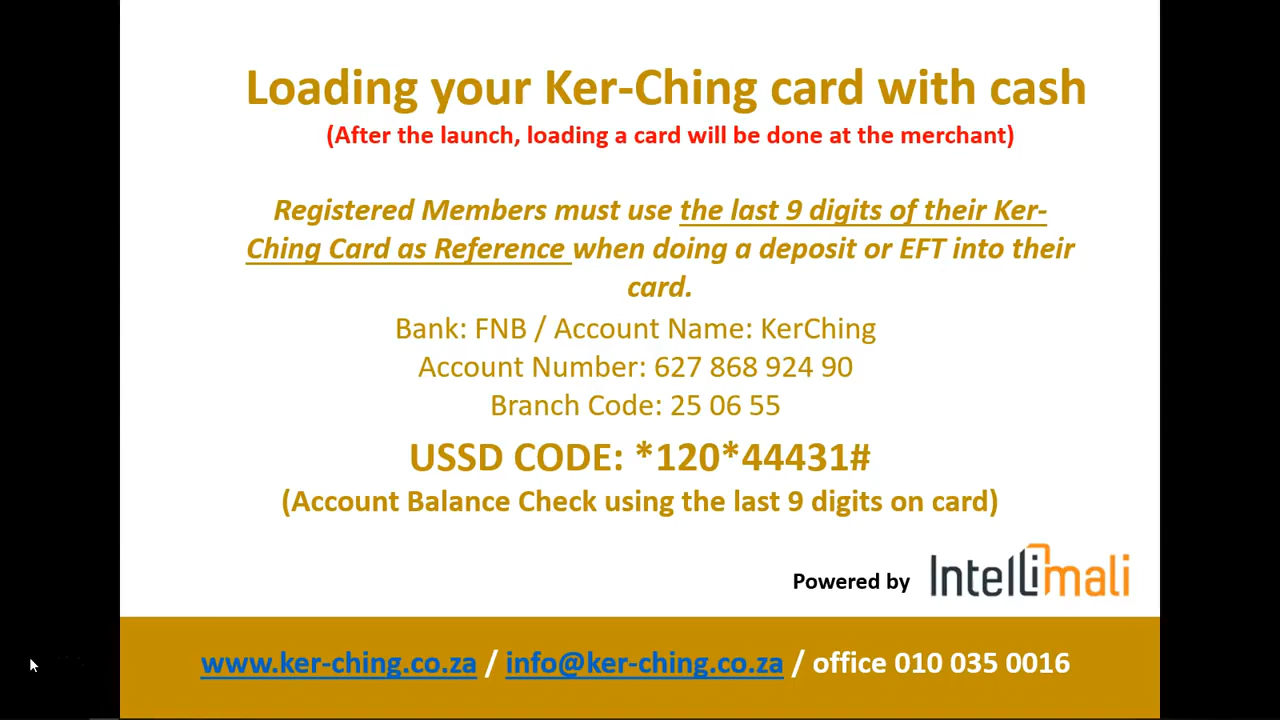 Loading your Ker-Ching card with cash
(After the launch, loading a card will be done at the merchant)
Registered Members must use the last 9 digits of their Ker-
Ching Card as Reference when doing a deposit or EFT into their
card.
Bank: FNB / Account Name: KerChing
Account Number: 627 868 924 90
Branch Code: 25 06 55
USSD CODE: *120*44431#
(Account Balance Check using the last 9 digits on card)
Powered by Intellimali
www.ker-ching.co.za / info@ker-ching.co.za / office 010 035 0016